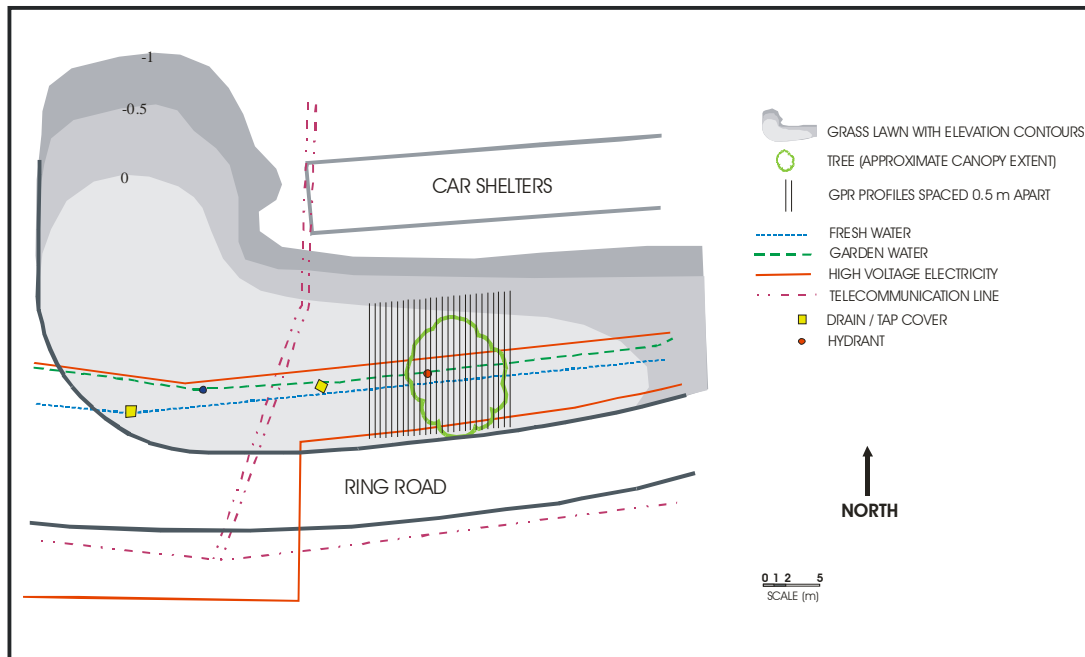 -1
-0.5
0
CAR SHELTERS
RING ROAD
GRASS LAWN WITH ELEVATION CONTOURS
TREE (APPROXIMATE CANOPY EXTENT)
GPR PROFILES SPACED 0.5 m APART
FRESH WATER
GARDEN WATER
HIGH VOLTAGE ELECTRICITY
TELECOMMUNICATION LINE
DRAIN / TAP COVER
HYDRANT
NORTH
0 1 2 5
SCALE (m)